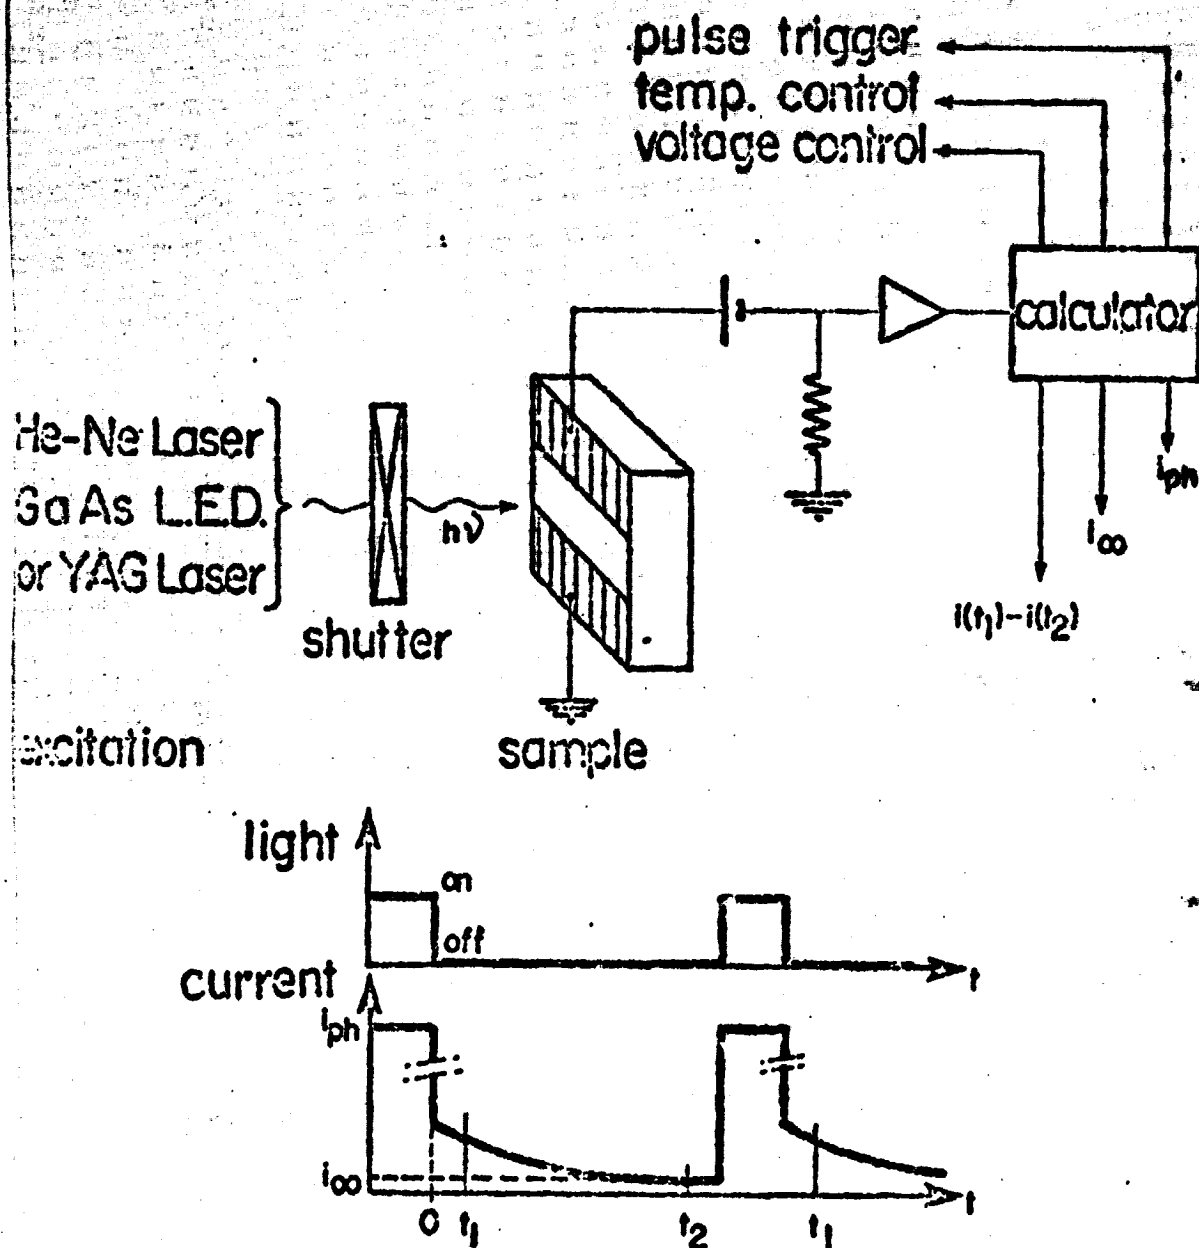 pulse trigger
temp. control
voltage control
calculator
He-Ne Laser
GaAs L.E.D.
or YAG Laser
hν
shutter
iph
i∞
i(t1)-i(t2)
excitation
sample
light
on
off
t
current
iph
i∞
t
0 t1 t2 t1